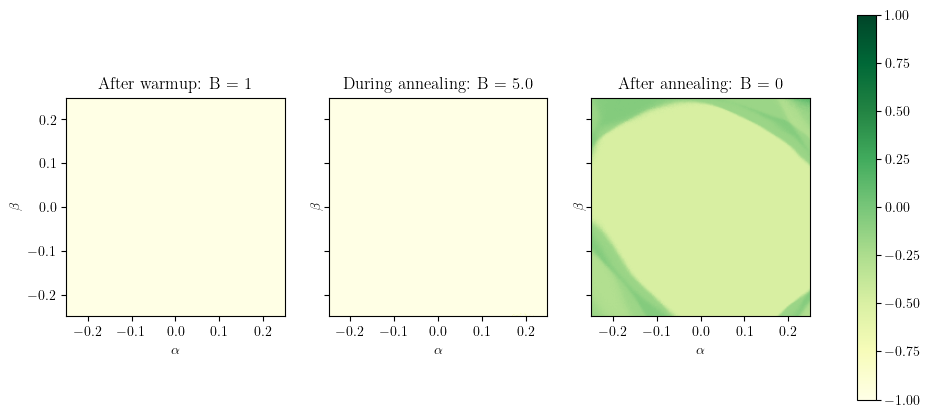 After warmup: B = 1
During annealing: B = 5.0
After annealing: B = 0
β
0.2
0.1
0.0
−0.1
−0.2
−0.2 −0.1 0.0 0.1 0.2
α
β
−0.2 −0.1 0.0 0.1 0.2
α
β
−0.2 −0.1 0.0 0.1 0.2
α
1.00
0.75
0.50
0.25
0.00
−0.25
−0.50
−0.75
−1.00